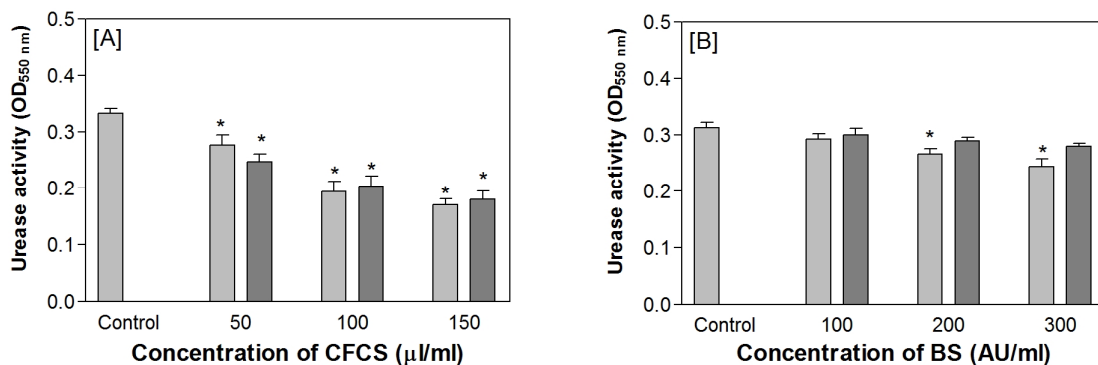 [A]
Urease activity (OD550 nm)
0.5
0.4
0.3
0.2
0.1
0.0
* * * * * *
Control 50 100 150
Concentration of CFCS (µl/ml)
[B]
Urease activity (OD550 nm)
0.5
0.4
0.3
0.2
0.1
0.0
* *
Control 100 200 300
Concentration of BS (AU/ml)